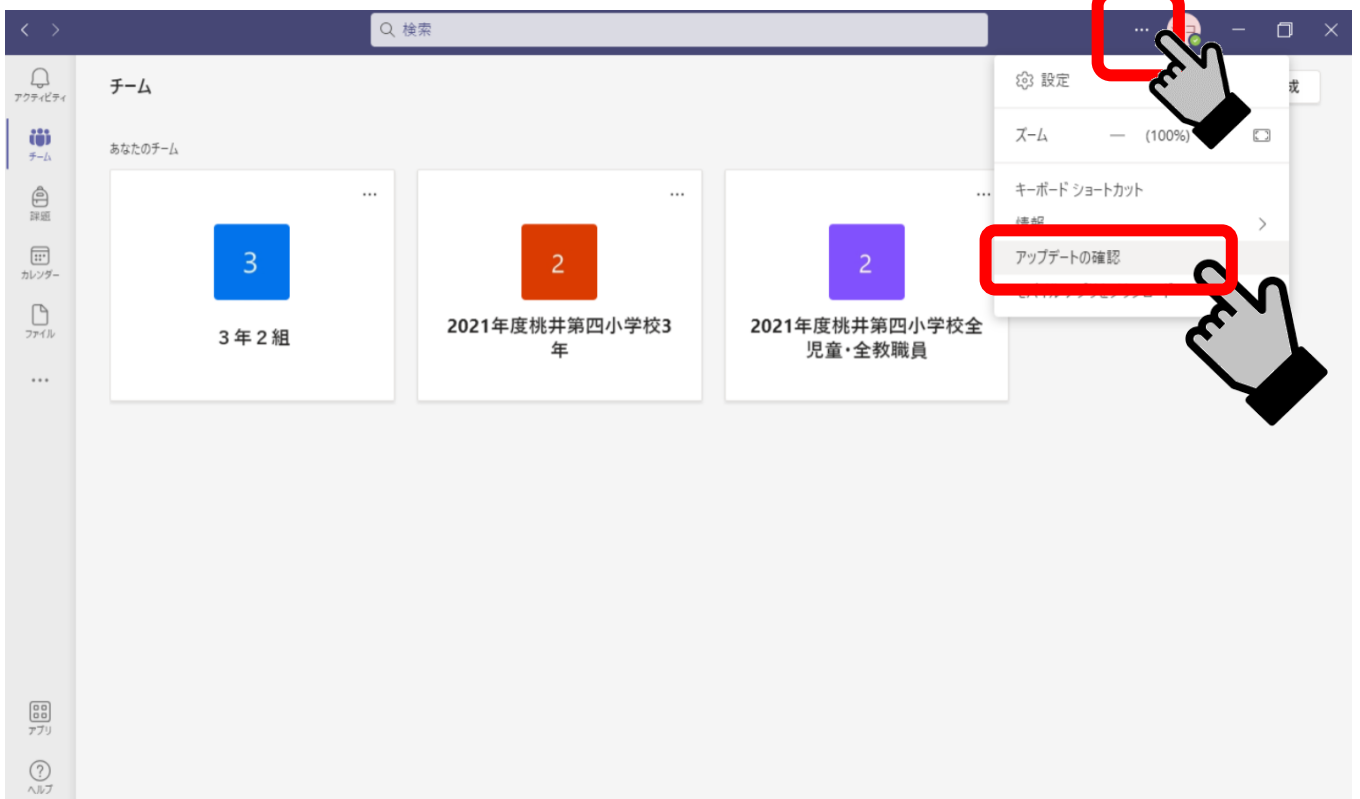 検索
アクティビティ
チーム
課題
カレンダー
ファイル
アプリ
ヘルプ
チーム
あなたのチーム
3
3年2組
2
2021年度桃井第四小学校3
年
2
2021年度桃井第四小学校全
児童・全教職員
設定
成
ズーム
(100%)
キーボード ショートカット
情報
アップデートの確認